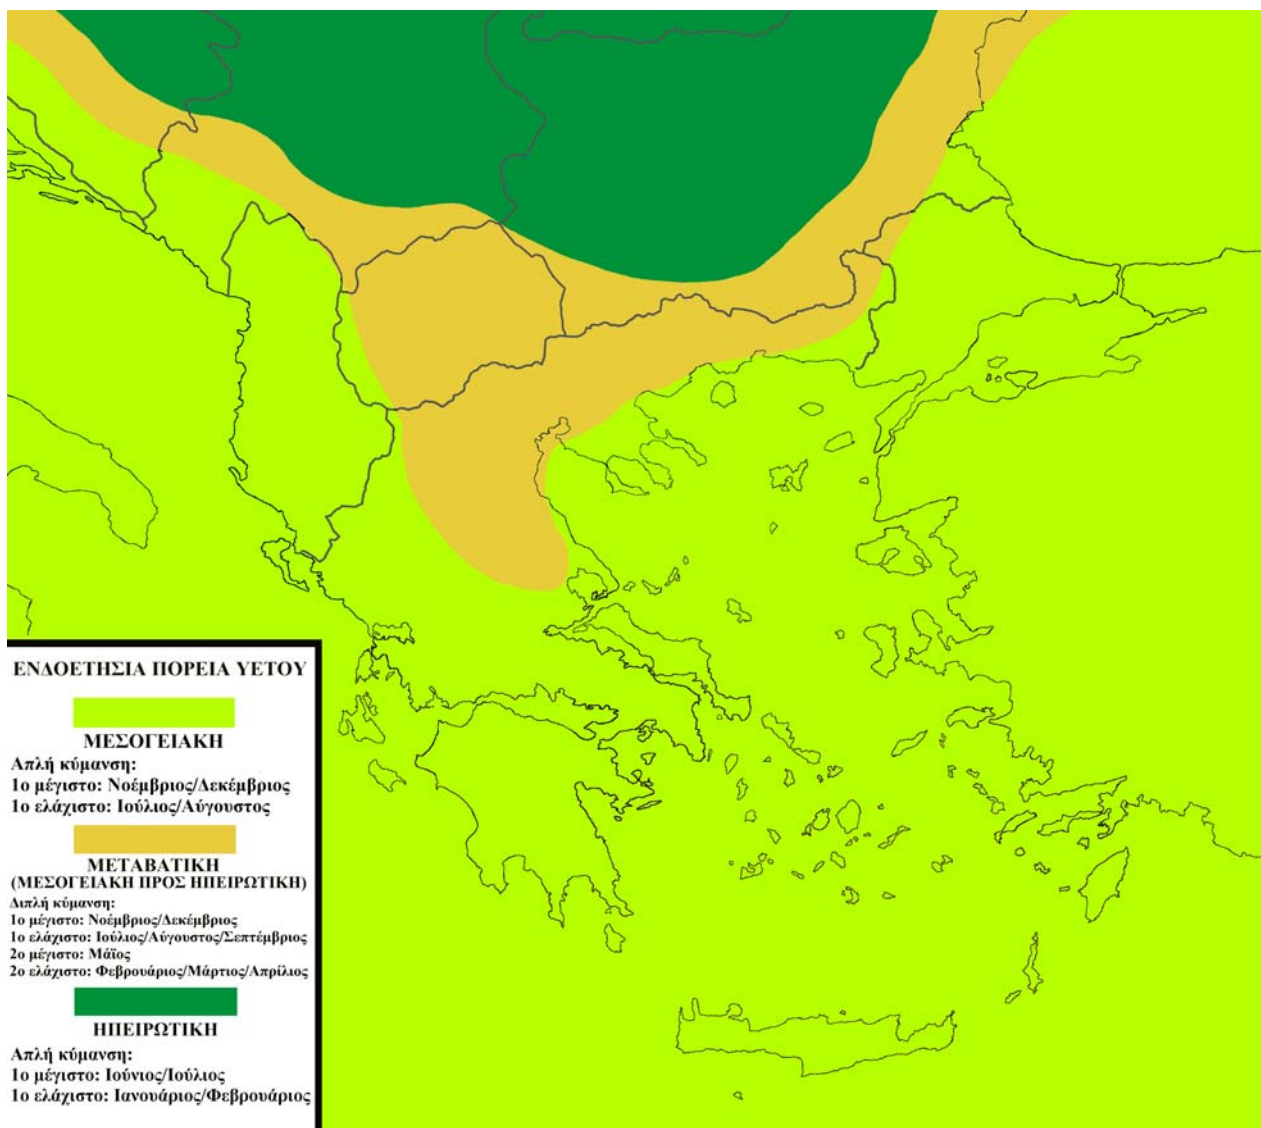 ΕΝΔΟΕΤΗΣΙΑ ΠΟΡΕΙΑ ΥΕΤΟΥ
ΜΕΣΟΓΕΙΑΚΗ
Απλή κύμανση:
1ο μέγιστο: Νοέμβριος/Δεκέμβριος
1ο ελάχιστο: Ιούλιος/Αύγουστος
ΜΕΤΑΒΑΤΙΚΗ
(ΜΕΣΟΓΕΙΑΚΗ ΠΡΟΣ ΗΠΕΙΡΩΤΙΚΗ)
Διπλή κύμανση:
1ο μέγιστο: Νοέμβριος/Δεκέμβριος
1ο ελάχιστο: Ιούλιος/Αύγουστος/Σεπτέμβριος
2ο μέγιστο: Μάϊος
2ο ελάχιστο: Φεβρουάριος/Μάρτιος/Απρίλιος
ΗΠΕΙΡΩΤΙΚΗ
Απλή κύμανση:
1ο μέγιστο: Ιούνιος/Ιούλιος
1ο ελάχιστο: Ιανουάριος/Φεβρουάριος